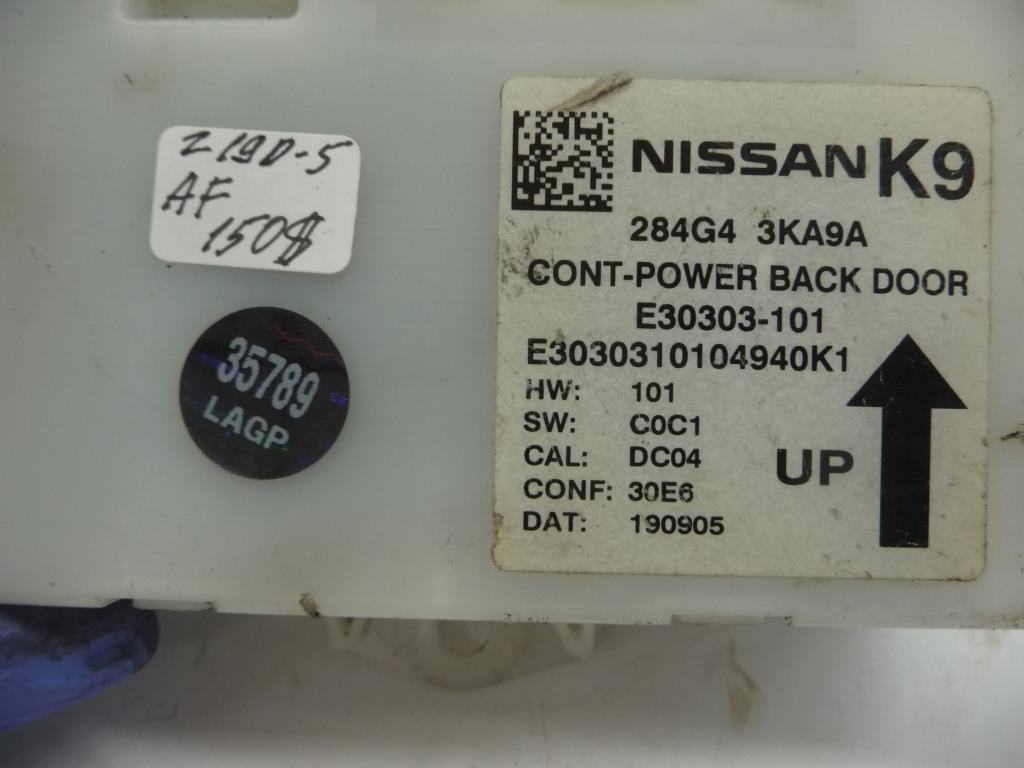 219D-5
AF
150$
35789
LAGP
NISSAN K9
284G4 3KA9A
CONT-POWER BACK DOOR
E30303-101
E3030310104940K1
HW: 101
SW: C0C1
CAL: DC04
CONF: 30E6
DAT: 190905
UP